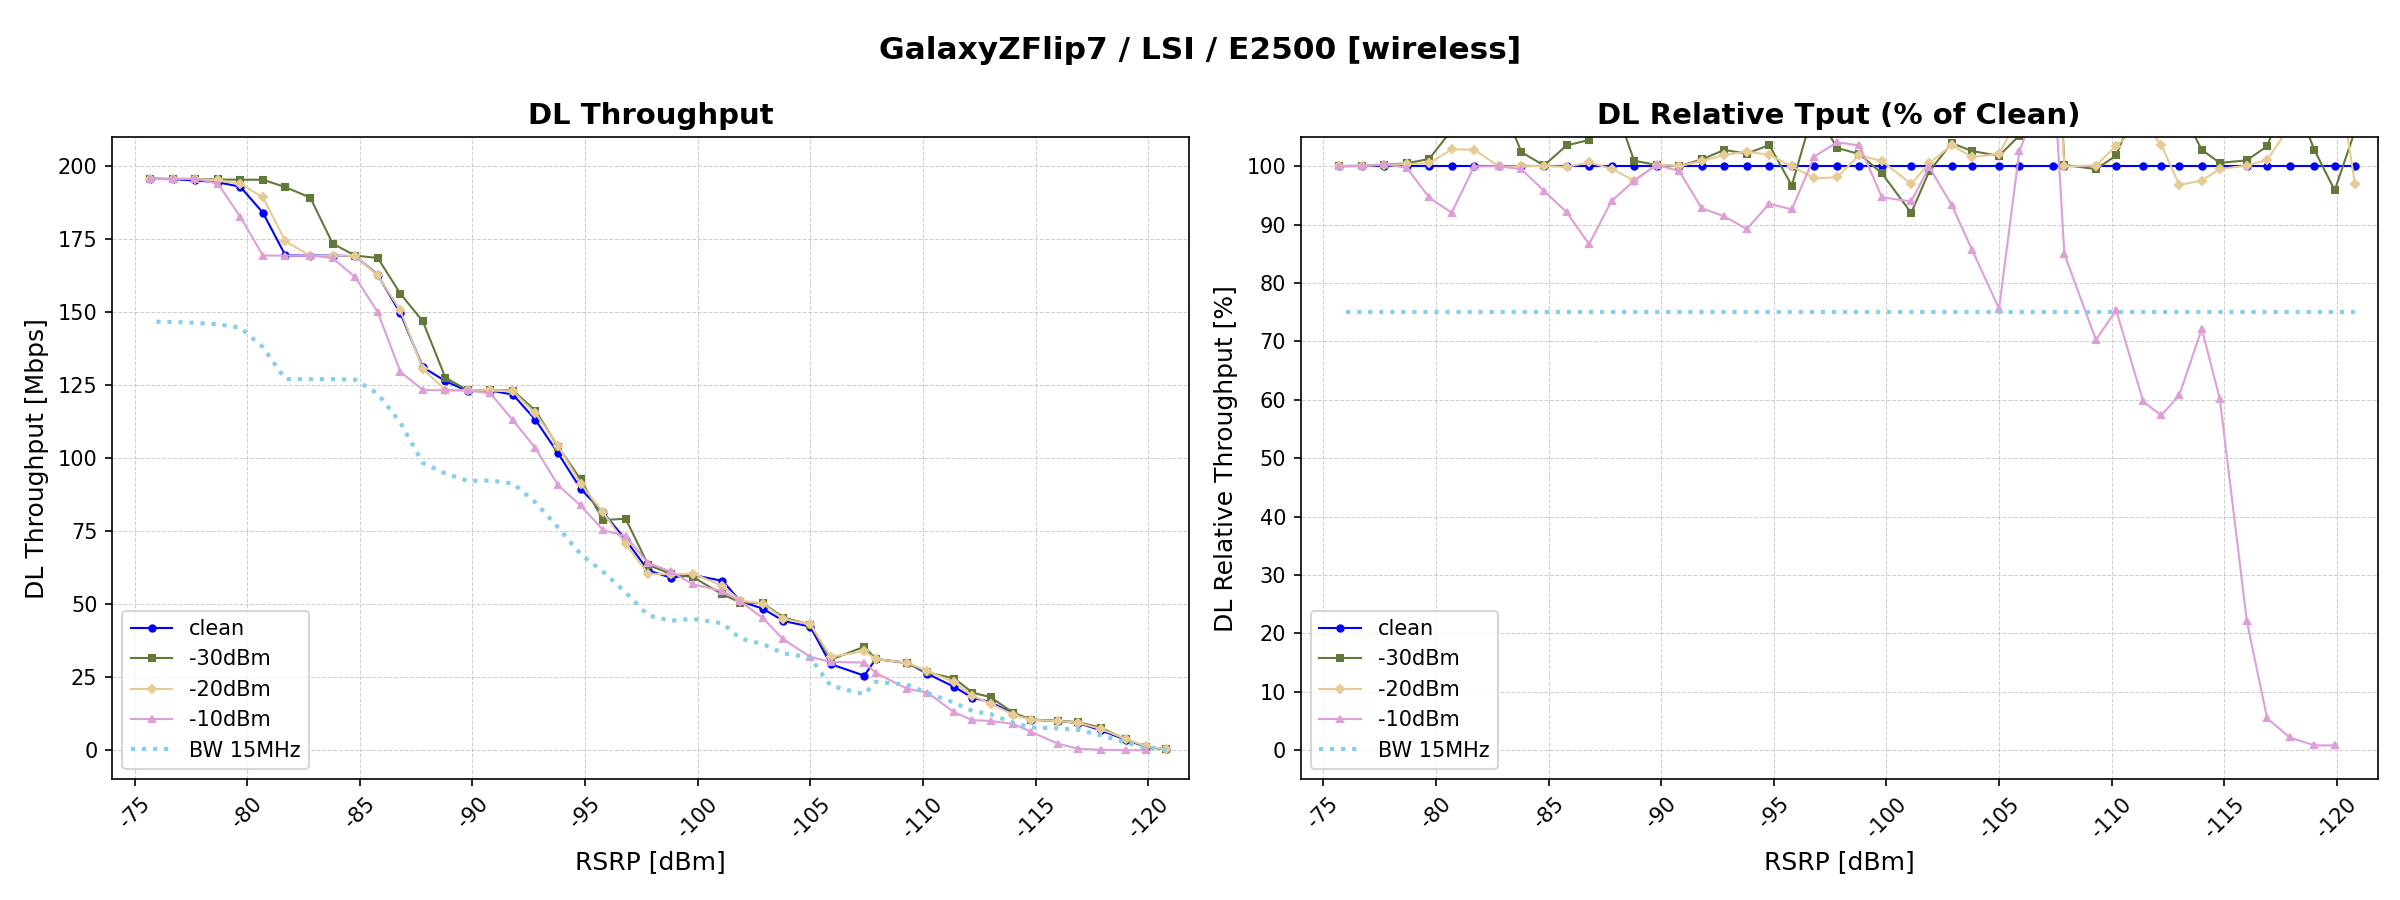 GalaxyZFlip7 / LSI / E2500 [wireless]
DL Throughput
DL Throughput [Mbps]
200
175
150
125
100
75
50
25
0
clean
-30dBm
-20dBm
-10dBm
BW 15MHz
-75
-80
-85
-90
-95
-100
-105
-110
-115
-120
RSRP [dBm]
DL Relative Tput (% of Clean)
DL Relative Throughput [%]
100
90
80
70
60
50
40
30
20
10
0
clean
-30dBm
-20dBm
-10dBm
BW 15MHz
-75
-80
-85
-90
-95
-100
-105
-110
-115
-120
RSRP [dBm]